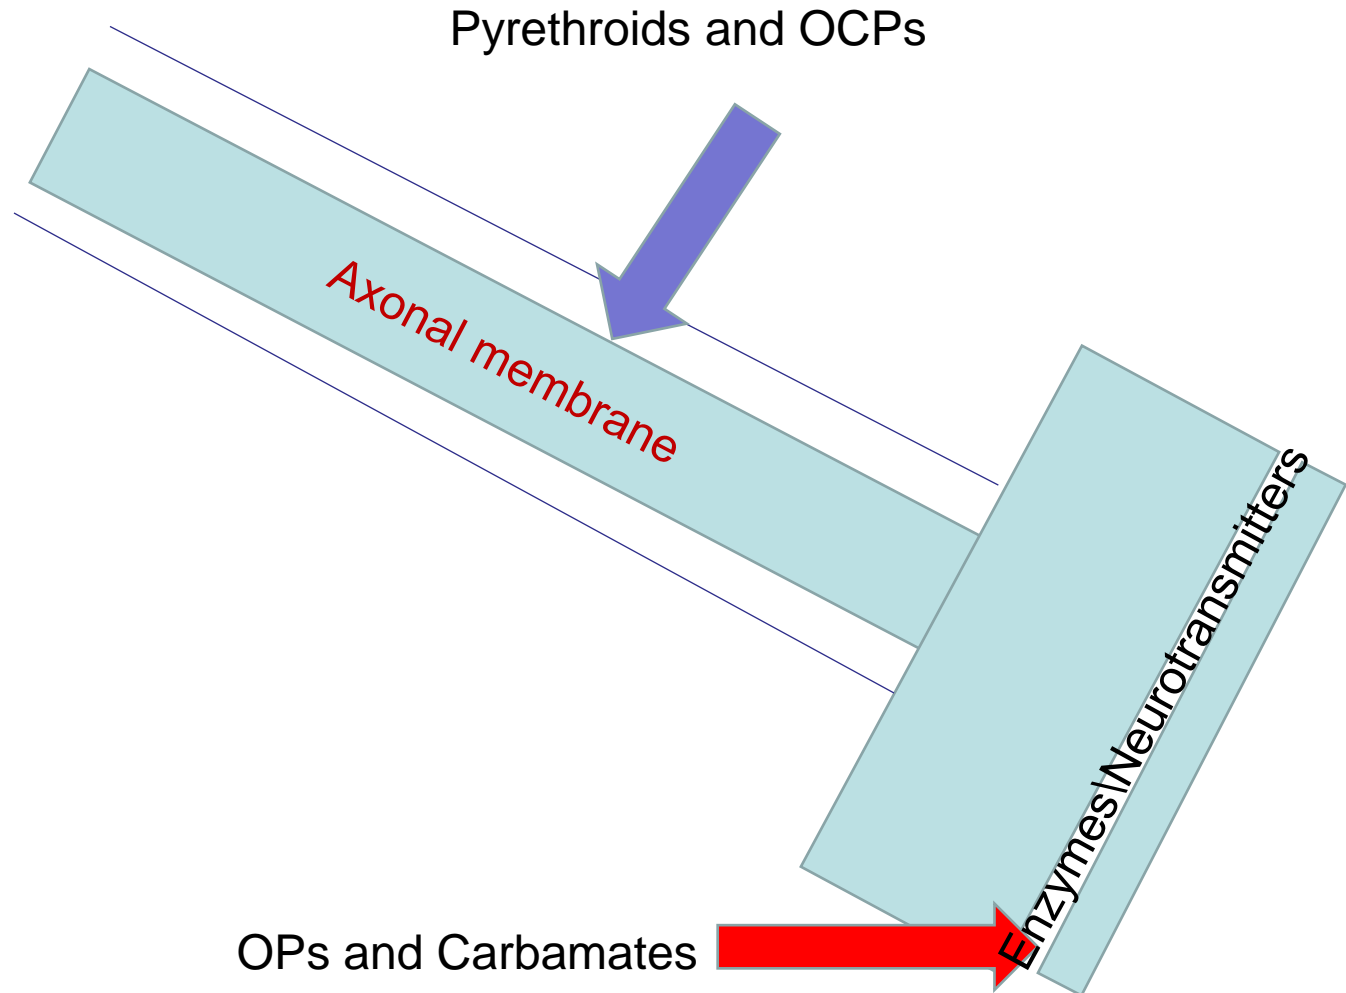 Pyrethroids and OCPs
Axonal membrane
Enzymes\Neurotransmitters
OPs and Carbamates